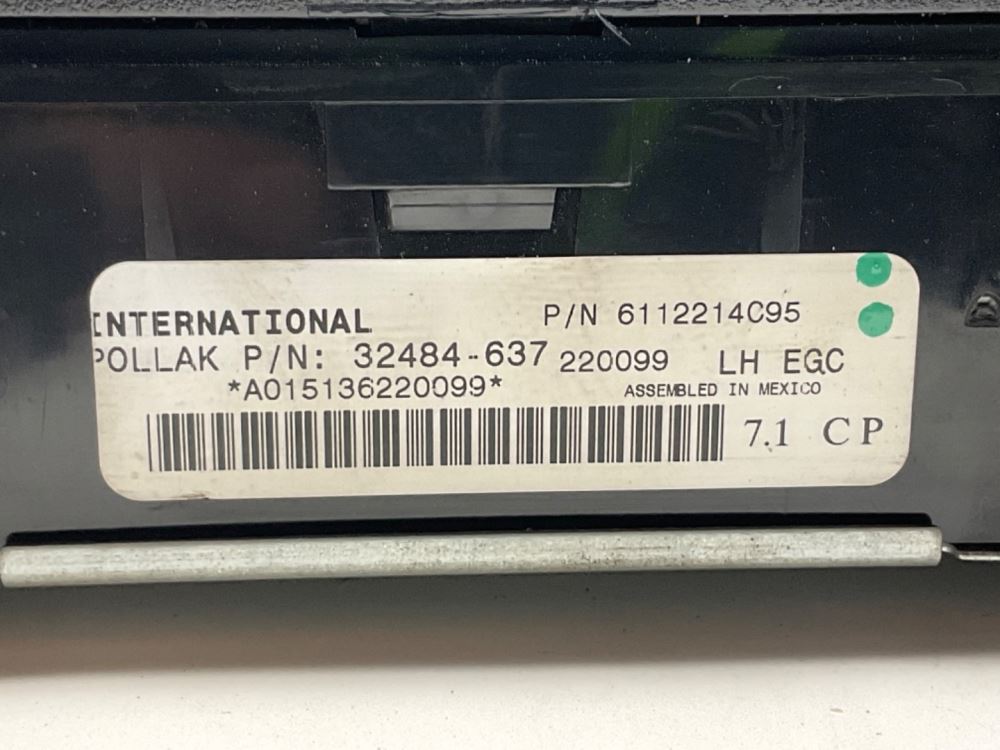 INTERNATIONAL P/N 6112214C95
POLLAK P/N: 32484-637 220099 LH EGC
*A015136220099* ASSEMBLED IN MEXICO
7.1 CP